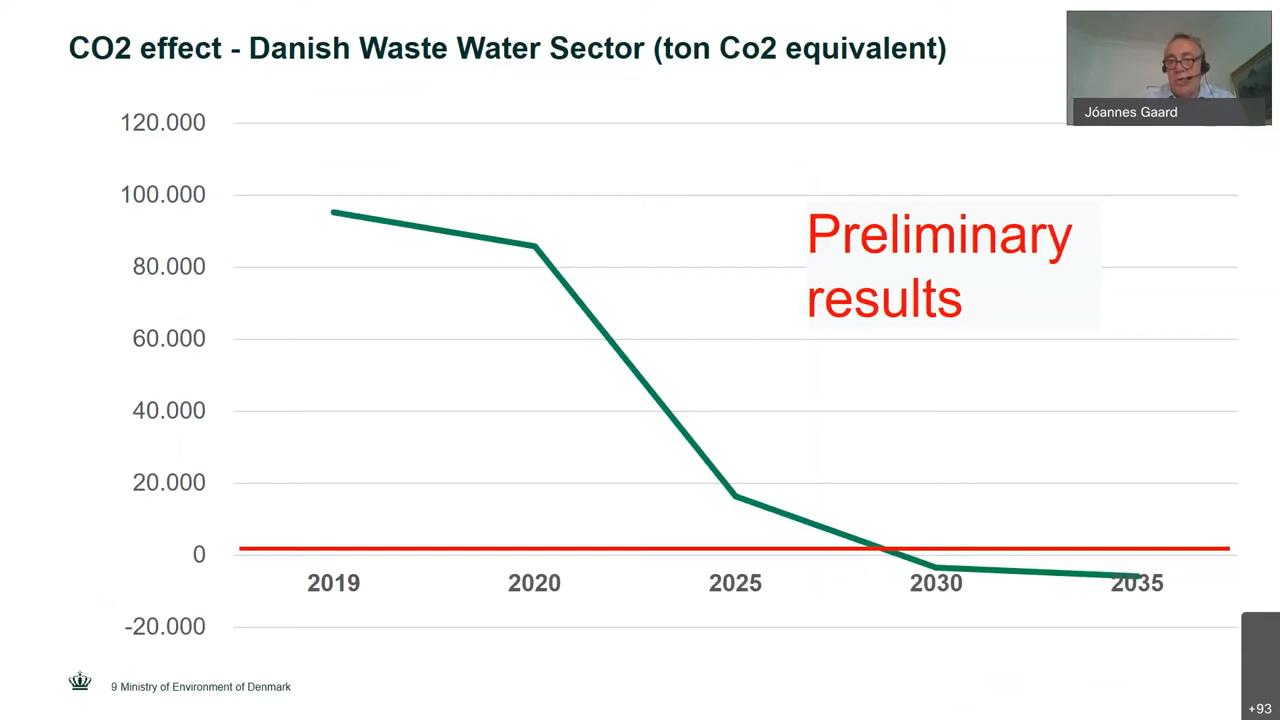 CO2 effect - Danish Waste Water Sector (ton Co2 equivalent)
Jóannes Gaard
120.000
100.000
80.000
60.000
40.000
20.000
0
-20.000
Preliminary
results
2019 2020 2025 2030 2035
9 Ministry of Environment of Denmark
+93